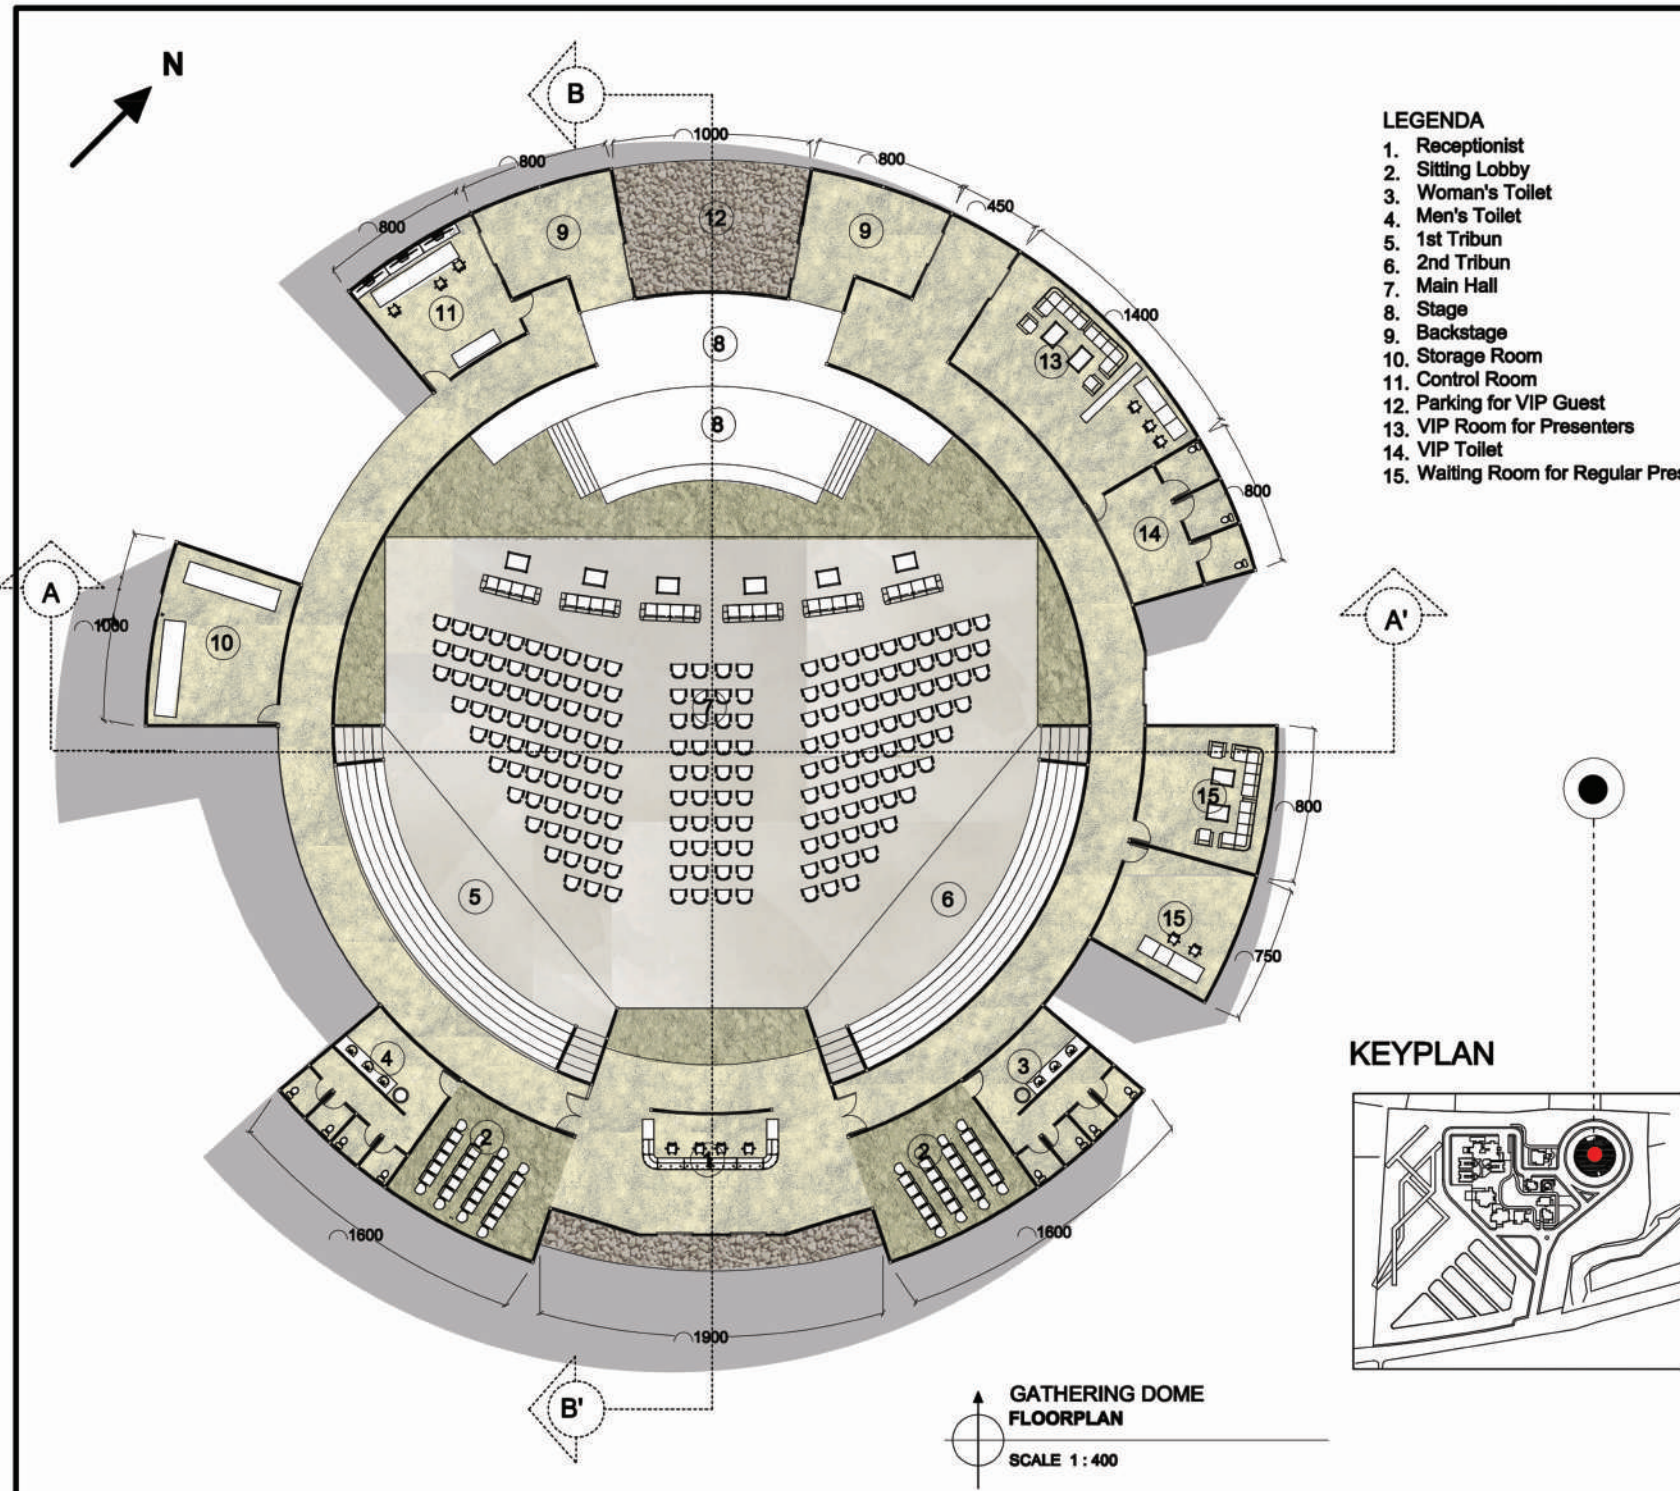 N
B
1000
800
800
450
800
9
12
9
11
8
13
1400
8
14
800
LEGENDA
1. Receptionist
2. Sitting Lobby
3. Woman's Toilet
4. Men's Toilet
5. 1st Tribun
6. 2nd Tribun
7. Main Hall
8. Stage
9. Backstage
10. Storage Room
11. Control Room
12. Parking for VIP Guest
13. VIP Room for Presenters
14. VIP Toilet
15. Waiting Room for Regular Pres
A
1000
10
A'
7
15
800
5
6
15
750
4
3
2
2
1
1600
1600
1900
B'
KEYPLAN
GATHERING DOME
FLOORPLAN
SCALE 1 : 400